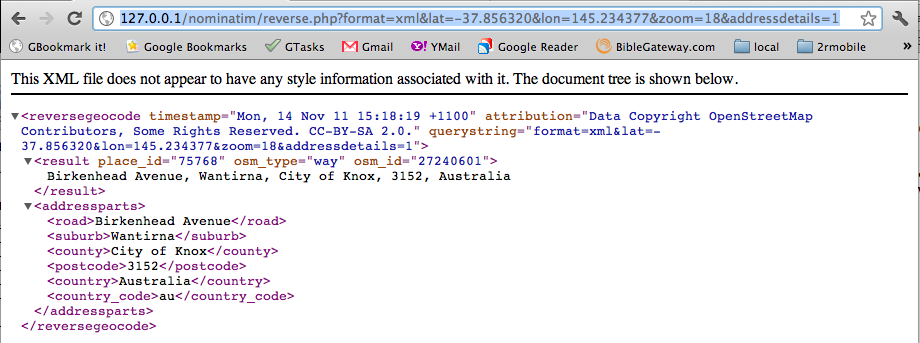 127.0.0.1/nominatim/reverse.php?format=xml&lat=-37.856320&lon=145.234377&zoom=18&addressdetails=1
GBookmark it! Google Bookmarks GTasks Gmail YMail Google Reader BibleGateway.com local 2rmobile »
This XML file does not appear to have any style information associated with it. The document tree is shown below.
▼<reversegeocode timestamp="Mon, 14 Nov 11 15:18:19 +1100" attribution="Data Copyright OpenStreetMap
Contributors, Some Rights Reserved. CC-BY-SA 2.0." querystring="format=xml&lat=-
37.856320&lon=145.234377&zoom=18&addressdetails=1">
▼<result place_id="75768" osm_type="way" osm_id="27240601">
Birkenhead Avenue, Wantirna, City of Knox, 3152, Australia
</result>
▼<addressparts>
<road>Birkenhead Avenue</road>
<suburb>Wantirna</suburb>
<county>City of Knox</county>
<postcode>3152</postcode>
<country>Australia</country>
<country_code>au</country_code>
</addressparts>
</reversegeocode>